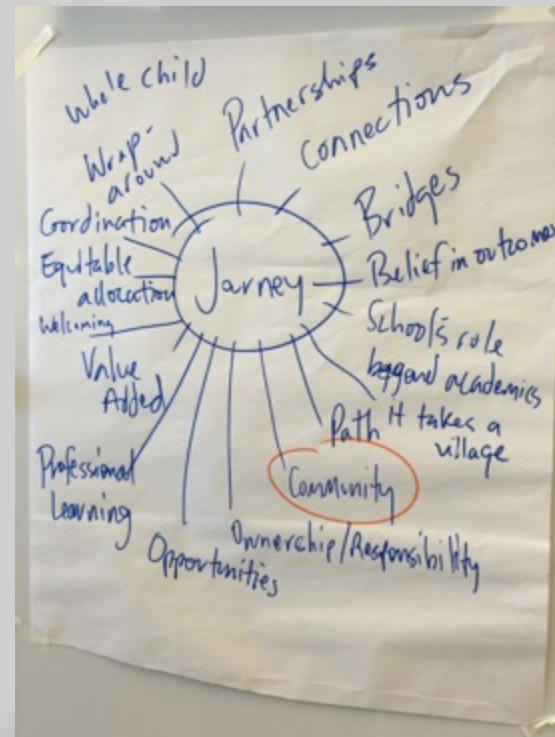 Whole child
Partnerships
Connections
Wrap-
around
Coordination
Equitable
allocation
Welcoming
Value
Added
Professional
Learning
Opportunities
Ownership/Responsibility
Community
Path
It takes a
village
School's role
beyond academics
Belief in outcomes
Bridges
Jorney